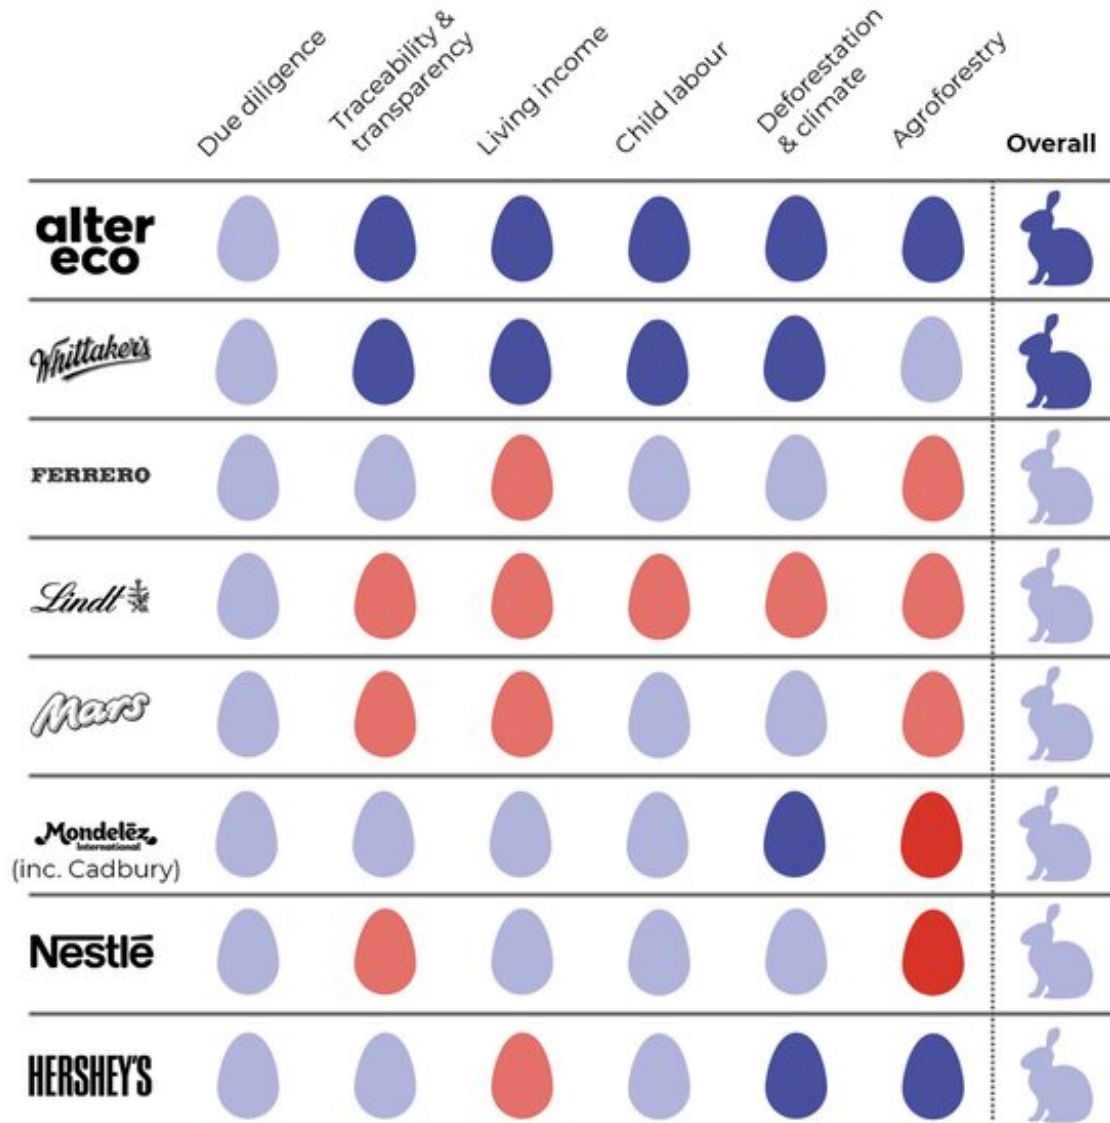 Due diligence
Traceability &
transparency
Living income
Child labour
Deforestation
& climate
Agroforestry
Overall
alter
eco
Whittaker's
FERRERO
Lindt
Mars
Mondelēz
International
(inc. Cadbury)
Nestlé
HERSHEY'S